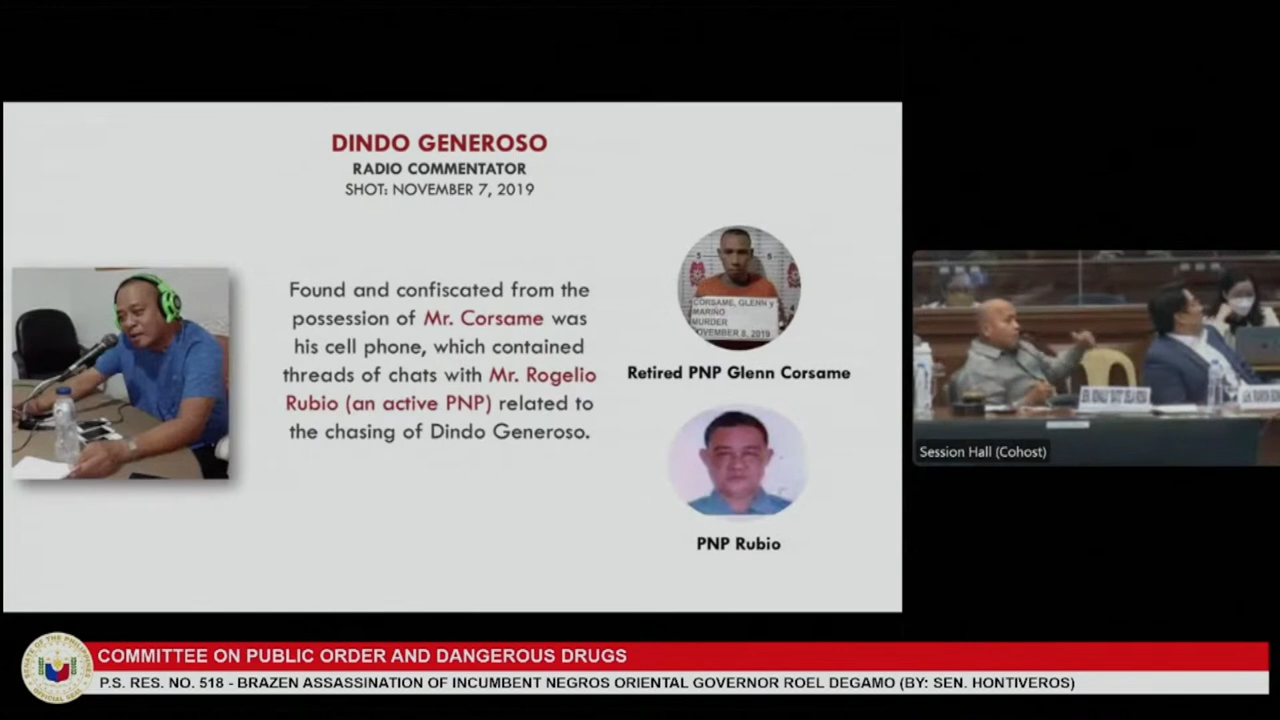 DINDO GENEROSO
RADIO COMMENTATOR
SHOT: NOVEMBER 7, 2019
Found and confiscated from the
possession of Mr. Corsame was
his cell phone, which contained
threads of chats with Mr. Rogelio
Rubio (an active PNP) related to
the chasing of Dindo Generoso.
CORSAME, GLENN y
MARIÑO
MURDER
NOVEMBER 8, 2019
Retired PNP Glenn Corsame
PNP Rubio
Session Hall (Cohost)
COMMITTEE ON PUBLIC ORDER AND DANGEROUS DRUGS
P.S. RES. NO. 518 - BRAZEN ASSASSINATION OF INCUMBENT NEGROS ORIENTAL GOVERNOR ROEL DEGAMO (BY: SEN. HONTIVEROS)